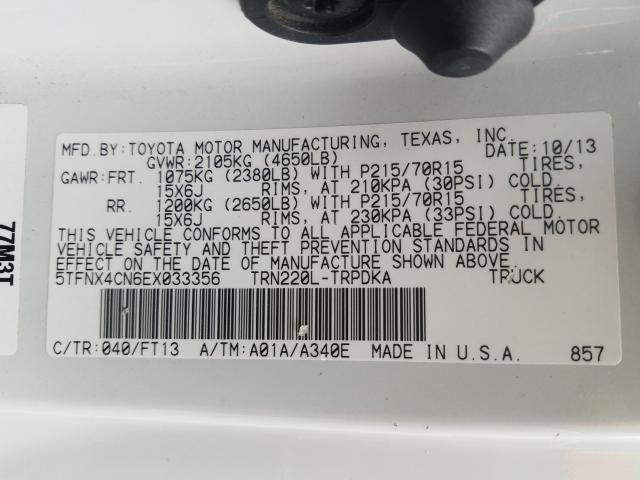 MFD.BY:TOYOTA MOTOR MANUFACTURING, TEXAS, INC.
GVWR:2105KG (4650LB) DATE:10/13
GAWR:FRT. 1075KG (2380LB) WITH P215/70R15 TIRES,
15X6J RIMS, AT 210KPA (30PSI) COLD.
RR. 1200KG (2650LB) WITH P215/70R15 TIRES,
15X6J RIMS, AT 230KPA (33PSI) COLD.
THIS VEHICLE CONFORMS TO ALL APPLICABLE FEDERAL MOTOR
VEHICLE SAFETY AND THEFT PREVENTION STANDARDS IN
EFFECT ON THE DATE OF MANUFACTURE SHOWN ABOVE.
5TFNX4CN6EX033356 TRN220L-TRPDKA TRUCK
C/TR:040/FT13 A/TM:A01A/A340E MADE IN U.S.A. 857
77M3T